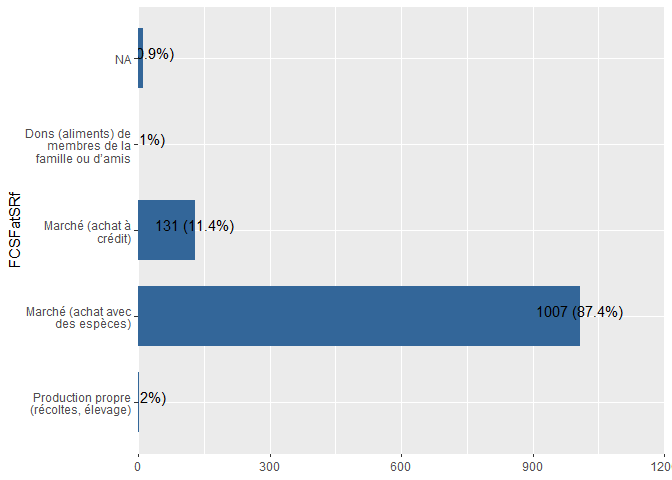 FCSFatSRf
NA
0.9%)
Dons (aliments) de
membres de la
famille ou d'amis
1%)
Marché (achat à
crédit)
131 (11.4%)
Marché (achat avec
des espèces)
1007 (87.4%)
Production propre
(récoltes, élevage)
2%)
0 300 600 900 120